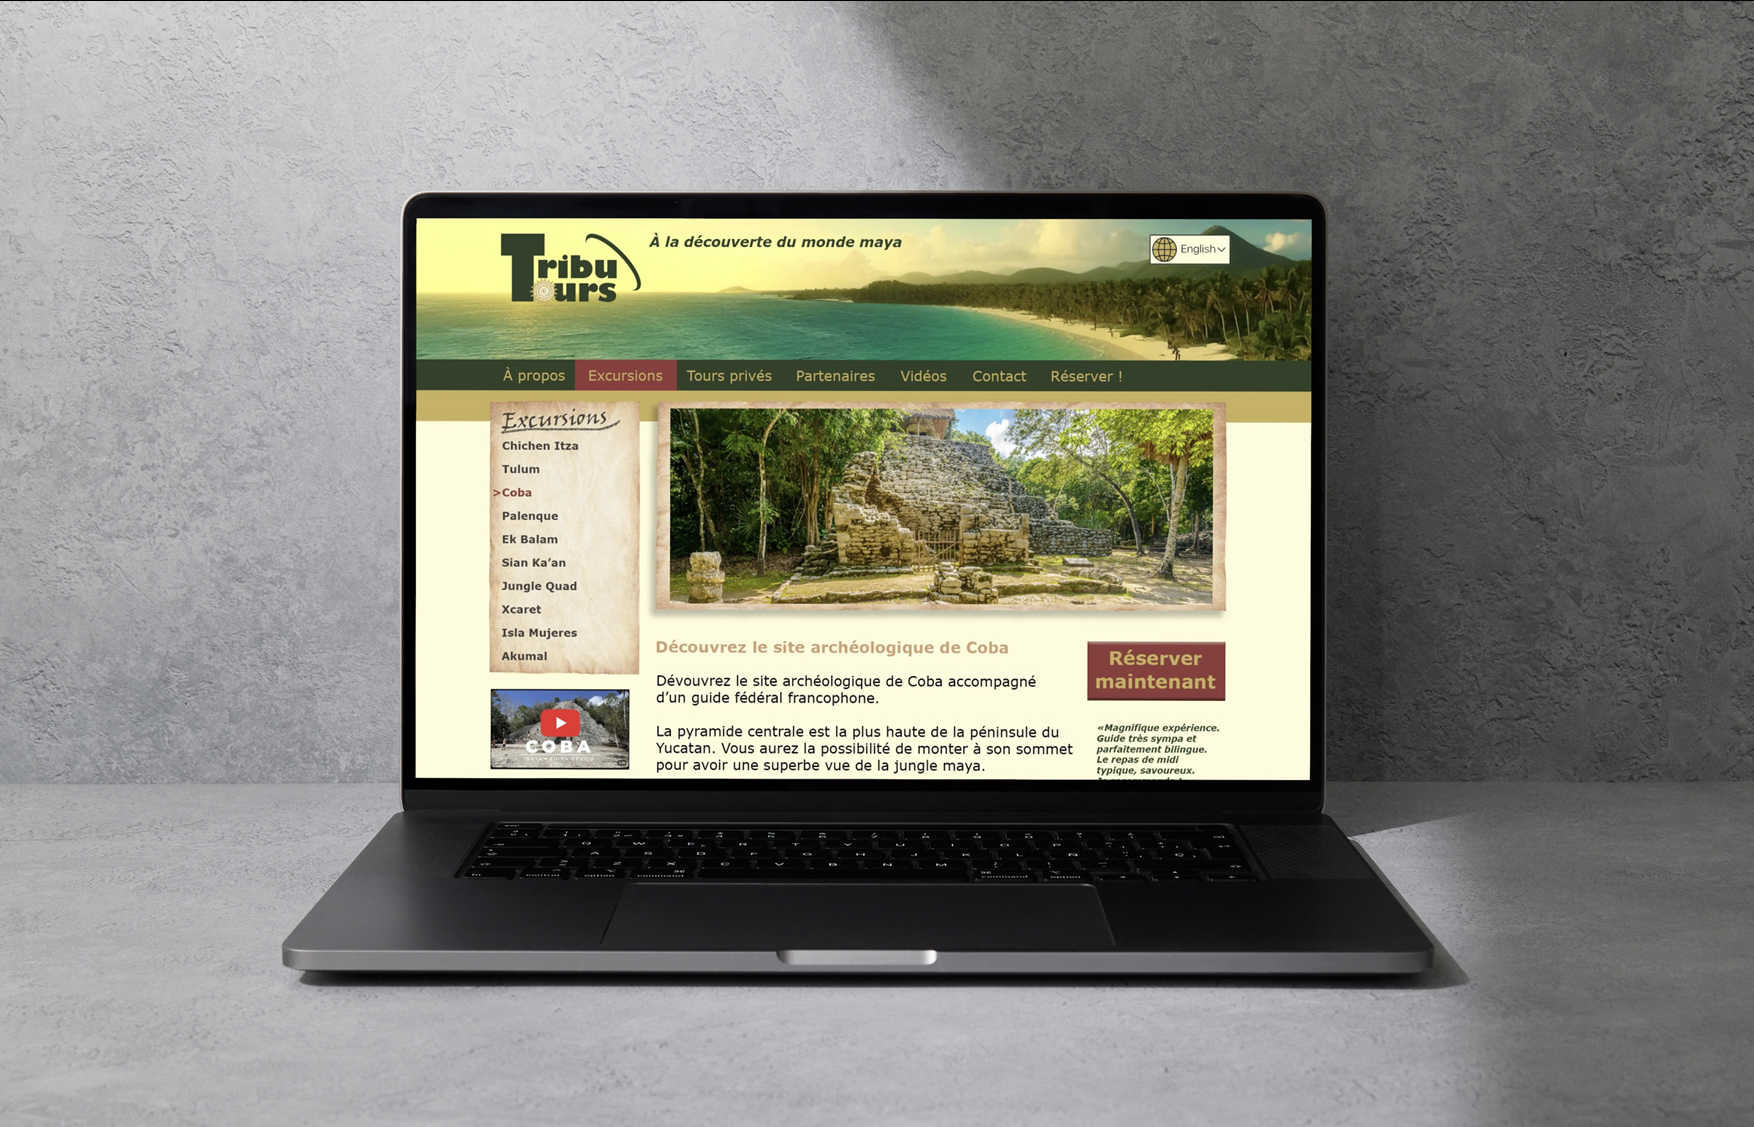 Tribu
Tours
À la découverte du monde maya
English
À propos
Excursions
Tours privés
Partenaires
Vidéos
Contact
Réserver !
Excursions
Chichen Itza
Tulum
>Coba
Palenque
Ek Balam
Sian Ka’an
Jungle Quad
Xcaret
Isla Mujeres
Akumal
COBA
Découvrez le site archéologique de Coba
Dévouvrez le site archéologique de Coba accompagné
d’un guide fédéral francophone.
La pyramide centrale est la plus haute de la péninsule du
Yucatan. Vous aurez la possibilité de monter à son sommet
pour avoir une superbe vue de la jungle maya.
Réserver
maintenant
«Magnifique expérience.
Guide très sympa et
parfaitement bilingue.
Le repas de midi
typique, savoureux.
control
option
command
command
option